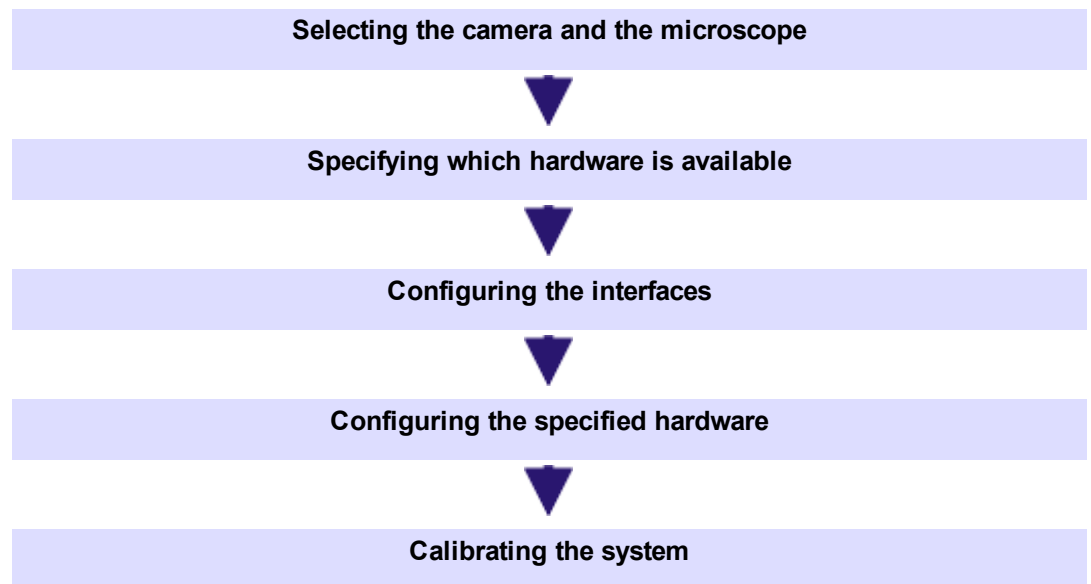 Selecting the camera and the microscope
Specifying which hardware is available
Configuring the interfaces
Configuring the specified hardware
Calibrating the system